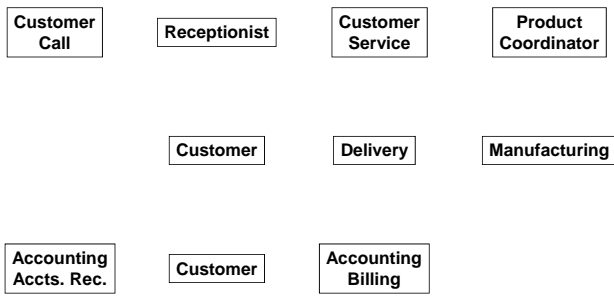 Customer
Call
Receptionist
Customer
Service
Product
Coordinator
Customer
Delivery
Manufacturing
Accounting
Accts. Rec.
Customer
Accounting
Billing